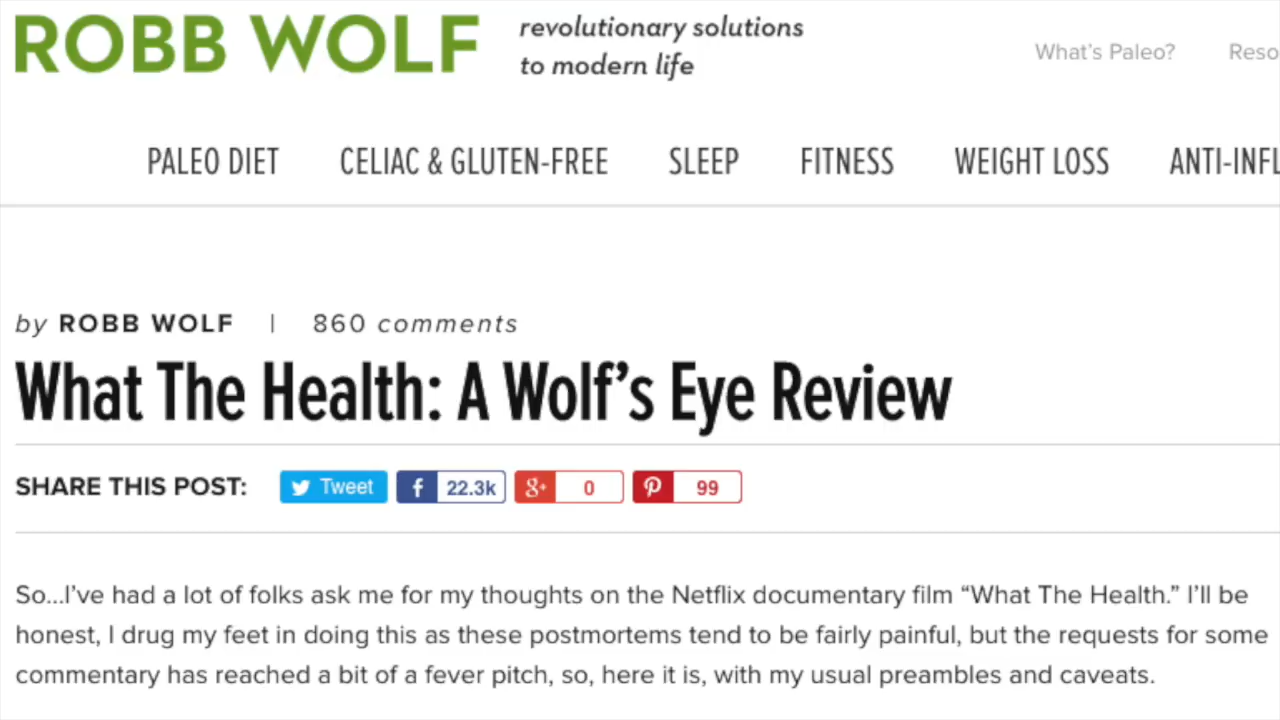 ROBB WOLF
revolutionary solutions
to modern life
What's Paleo?
Reso
PALEO DIET
CELIAC & GLUTEN-FREE
SLEEP
FITNESS
WEIGHT LOSS
ANTI-INFL
by ROBB WOLF | 860 comments
What The Health: A Wolf's Eye Review
SHARE THIS POST: Tweet 22.3k 0 99
So...I've had a lot of folks ask me for my thoughts on the Netflix documentary film “What The Health.” I'll be
honest, I drug my feet in doing this as these postmortems tend to be fairly painful, but the requests for some
commentary has reached a bit of a fever pitch, so, here it is, with my usual preambles and caveats.